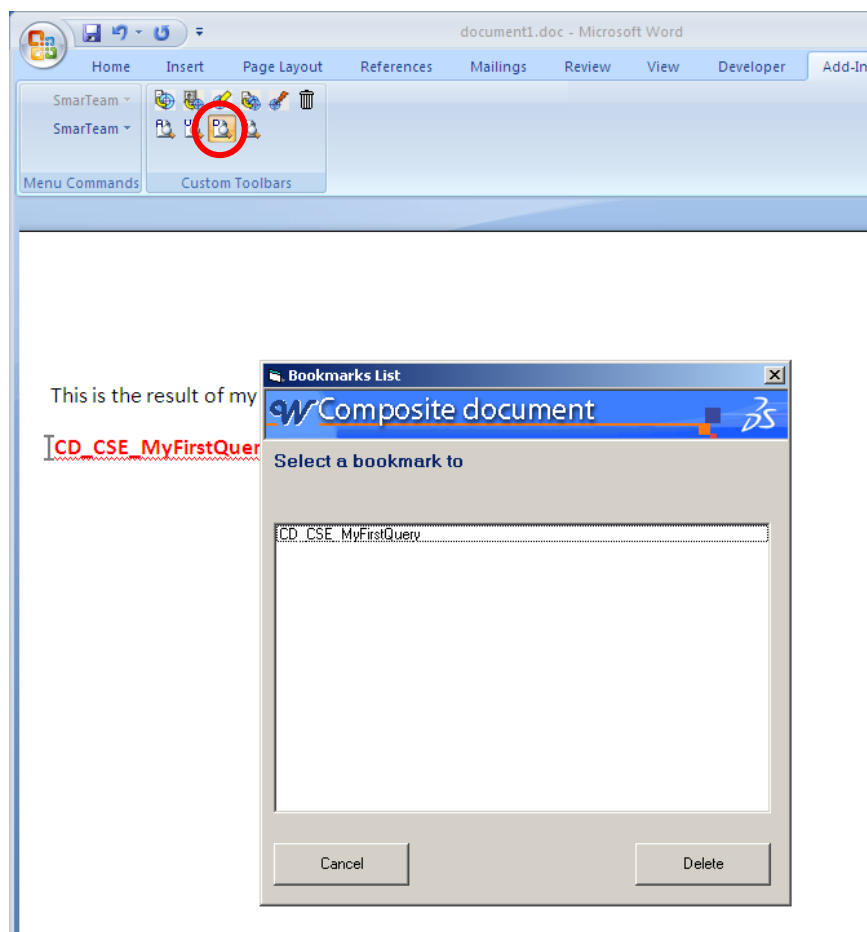 document1.doc - Microsoft Word
Home Insert Page Layout References Mailings Review View Developer Add-In
SmarTeam
SmarTeam
Menu Commands Custom Toolbars
This is the result of my
CD_CSE_MyFirstQuer
Bookmarks List
Composite document
Select a bookmark to
CD_CSE_MyFirstQuery
Cancel Delete